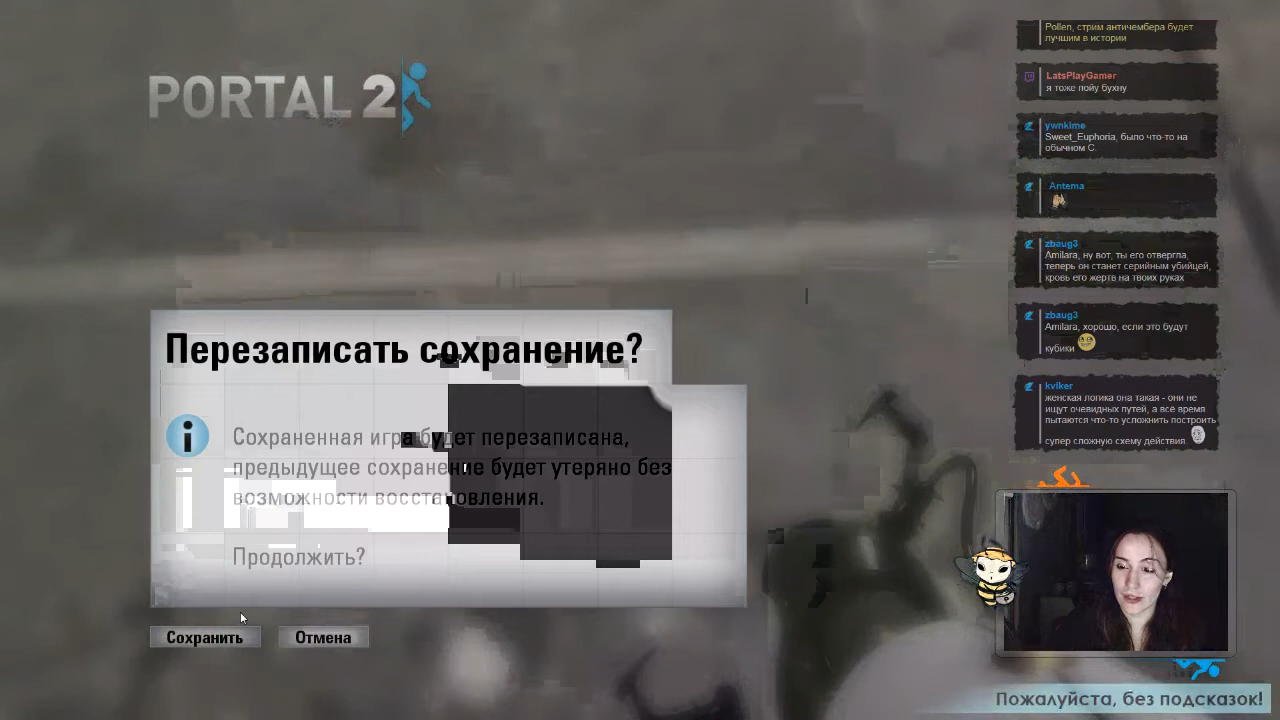 PORTAL 2
Перезаписать сохранение?
Сохраненная игра будет перезаписана,
предыдущее сохранение будет утеряно без
возможности восстановления.
Продолжить?
Сохранить
Отмена
Pollen, стрим античембера будет
лучшим в истории
LatsPlayGamer
я тоже пойу бухну
ywnkime
Sweet_Euphoria, было что-то на
обычном С.
Antema
zbaug3
Amilara, ну вот, ты его отвергла,
теперь он станет серийным убийцей,
кровь его жертв на твоих руках
zbaug3
Amilara, хорошо, если это будут
кубики
kviker
женская логика она такая - они не
ищут очевидных путей, а всё время
пытаются что-то усложнить построить
супер сложную схему действия.
Пожалуйста, без подсказок!